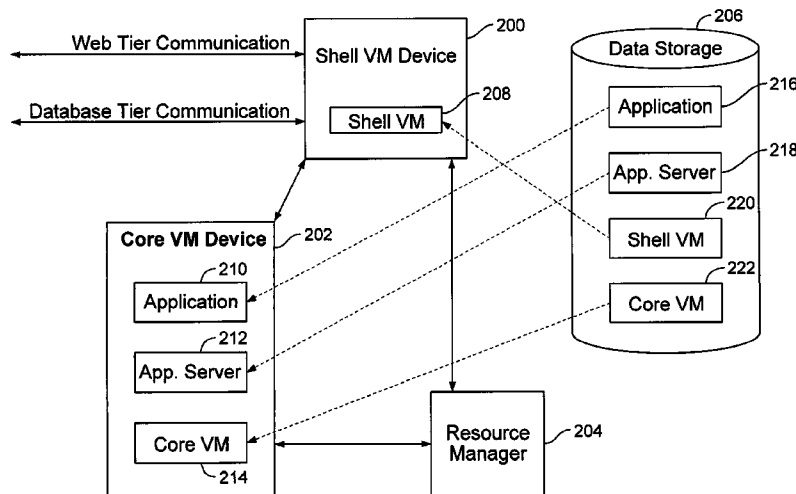 Web Tier Communication
Database Tier Communication
200
Shell VM Device
208
Shell VM
206
Data Storage
Application
216
App. Server
218
220
Shell VM
222
Core VM
Core VM Device
202
210
Application
212
App. Server
Core VM
214
Resource
Manager
204